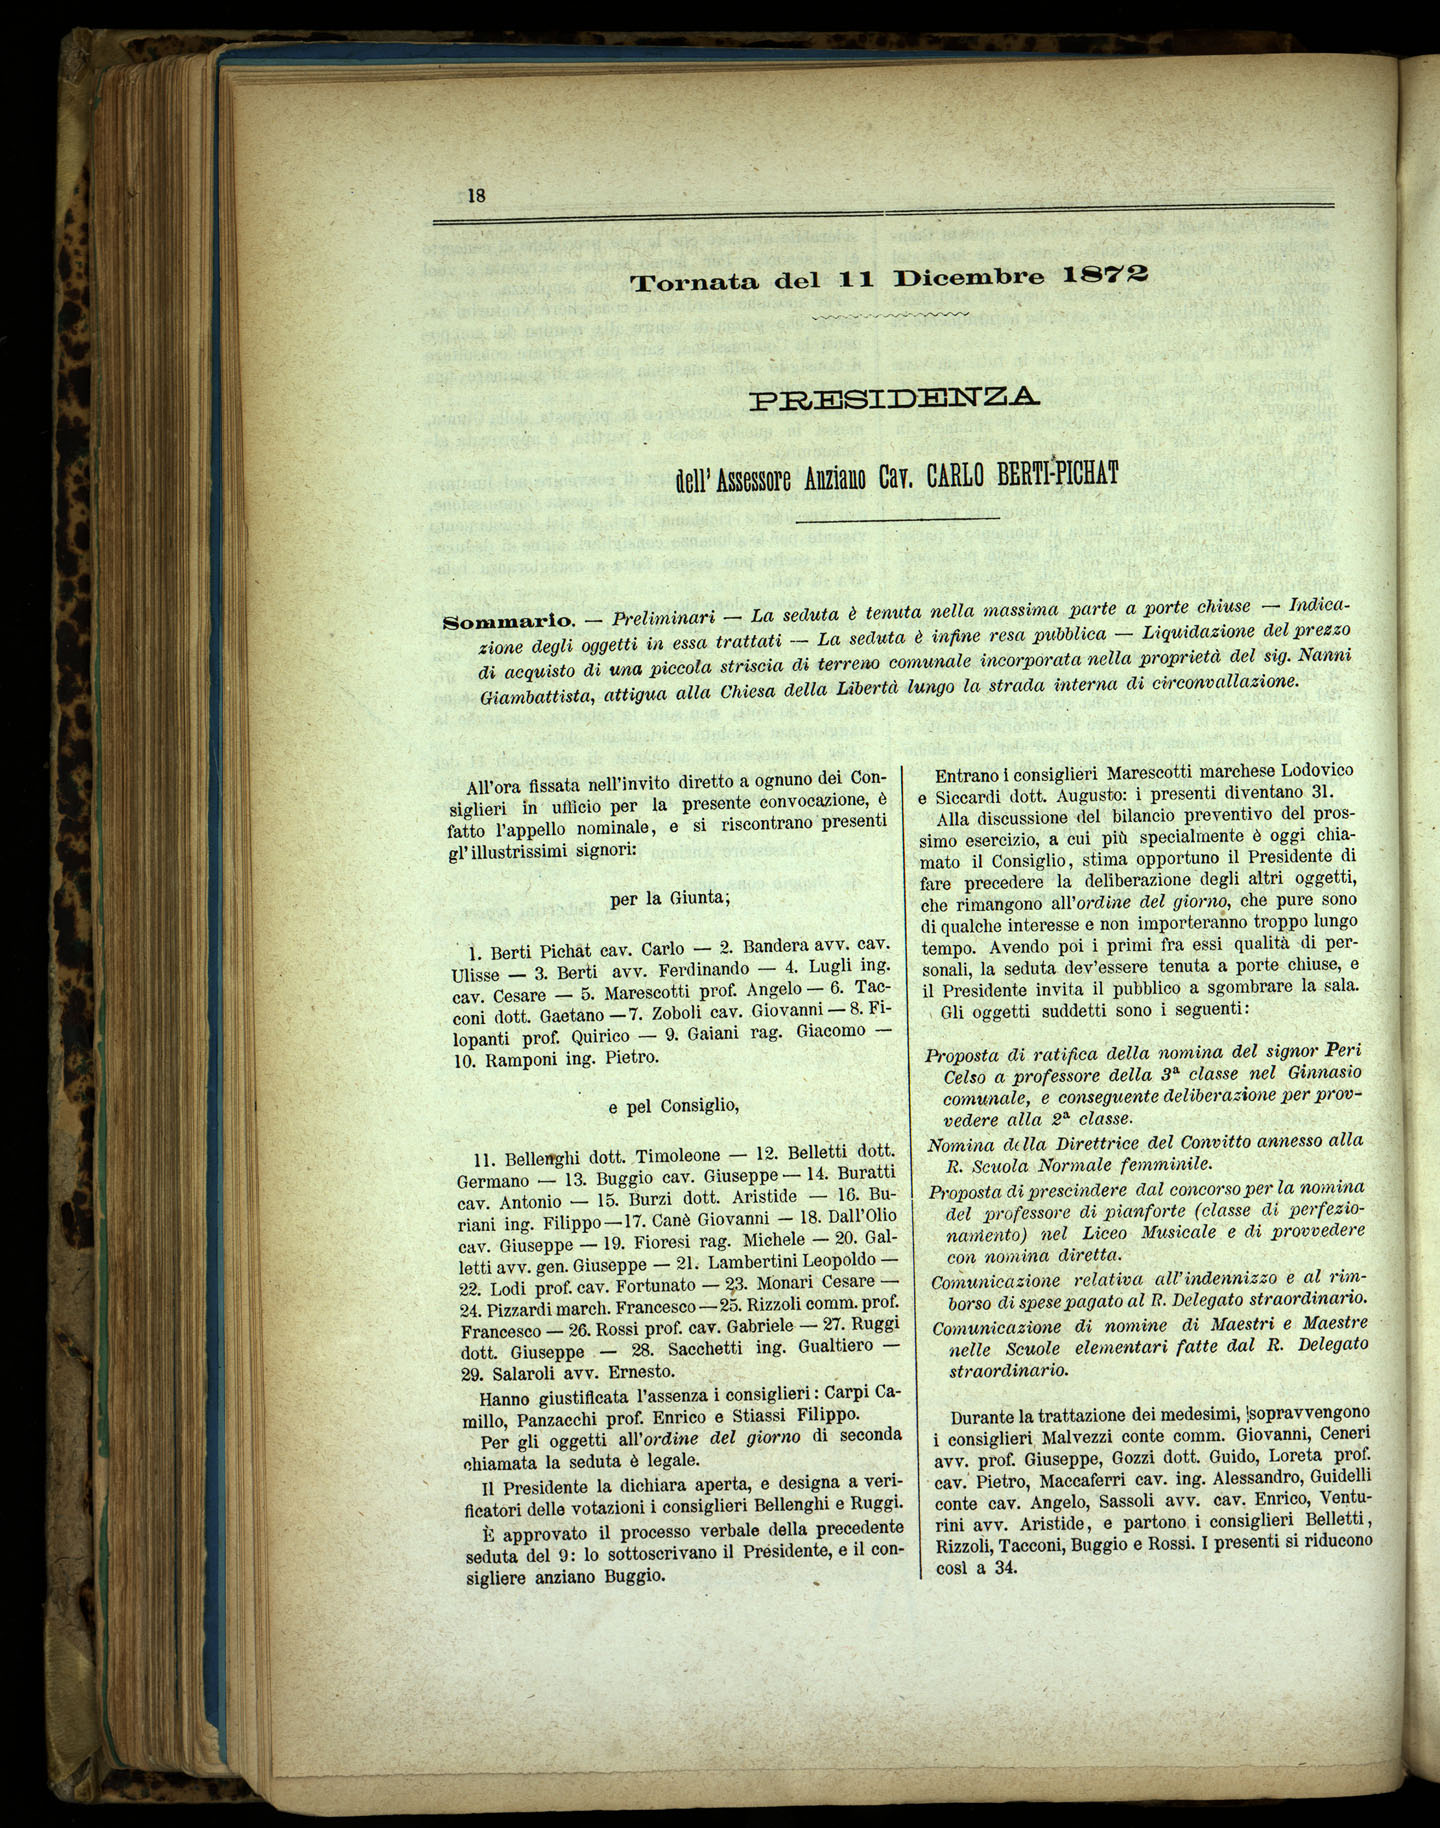 18
Tornata del 11 Dicembre 1872
PRESIDENZA
dell' Assessore Anziano Cav. CARLO BERTI-PICHAT
Sommario. — Preliminari — La seduta è tenuta nella massima parte a porte chiuse — Indica-
zione degli oggetti in essa trattati — La seduta è infine resa pubblica — Liquidazione del prezzo
di acquisto di una piccola striscia di terreno comunale incorporata nella proprietà del sig. Nanni
Giambattista, attigua alla Chiesa della Libertà lungo la strada interna di circonvallazione.
All'ora fissata nell'invito diretto a ognuno dei Con-
siglieri in ufficio per la presente convocazione, è
fatto l'appello nominale, e si riscontrano presenti
gl'illustrissimi signori:
per la Giunta;
1. Berti Pichat cav. Carlo — 2. Bandera avv. cav.
Ulisse — 3. Berti avv. Ferdinando — 4. Lugli ing.
cav. Cesare — 5. Marescotti prof. Angelo — 6. Tac-
coni dott. Gaetano — 7. Zoboli cav. Giovanni — 8. Fi-
lopanti prof. Quirico — 9. Gaiani rag. Giacomo —
10. Ramponi ing. Pietro.
e pel Consiglio,
11. Bellenghi dott. Timoleone — 12. Belletti dott.
Germano — 13. Buggio cav. Giuseppe — 14. Buratti
cav. Antonio — 15. Burzi dott. Aristide — 16. Bu-
riani ing. Filippo — 17. Canè Giovanni — 18. Dall'Olio
cav. Giuseppe — 19. Fioresi rag. Michele — 20. Gal-
letti avv. gen. Giuseppe — 21. Lambertini Leopoldo —
22. Lodi prof. cav. Fortunato — 23. Monari Cesare —
24. Pizzardi march. Francesco — 25. Rizzoli comm. prof.
Francesco — 26. Rossi prof. cav. Gabriele — 27. Ruggi
dott. Giuseppe — 28. Sacchetti ing. Gualtiero —
29. Salaroli avv. Ernesto.
Hanno giustificata l'assenza i consiglieri: Carpi Ca-
millo, Panzacchi prof. Enrico e Stiassi Filippo.
Per gli oggetti all'ordine del giorno di seconda
chiamata la seduta è legale.
Il Presidente la dichiara aperta, e designa a veri-
ficatori delle votazioni i consiglieri Bellenghi e Ruggi.
È approvato il processo verbale della precedente
seduta del 9: lo sottoscrivano il Presidente, e il con-
sigliere anziano Buggio.
Entrano i consiglieri Marescotti marchese Lodovico
e Siccardi dott. Augusto: i presenti diventano 31.
Alla discussione del bilancio preventivo del pros-
simo esercizio, a cui più specialmente è oggi chia-
mato il Consiglio, stima opportuno il Presidente di
fare precedere la deliberazione degli altri oggetti,
che rimangono all'ordine del giorno, che pure sono
di qualche interesse e non importeranno troppo lungo
tempo. Avendo poi i primi fra essi qualità di per-
sonali, la seduta dev'essere tenuta a porte chiuse, e
il Presidente invita il pubblico a sgombrare la sala.
Gli oggetti suddetti sono i seguenti:
Proposta di ratifica della nomina del signor Peri
Celso a professore della 3ª classe nel Ginnasio
comunale, e conseguente deliberazione per prov-
vedere alla 2ª classe.
Nomina della Direttrice del Convitto annesso alla
R. Scuola Normale femminile.
Proposta di prescindere dal concorso per la nomina
del professore di pianforte (classe di perfezio-
namento) nel Liceo Musicale e di provvedere
con nomina diretta.
Comunicazione relativa all'indennizzo e al rim-
borso di spese pagato al R. Delegato straordinario.
Comunicazione di nomine di Maestri e Maestre
nelle Scuole elementari fatte dal R. Delegato
straordinario.
Durante la trattazione dei medesimi, sopravvengono
i consiglieri Malvezzi conte comm. Giovanni, Ceneri
avv. prof. Giuseppe, Gozzi dott. Guido, Loreta prof.
cav. Pietro, Maccaferri cav. ing. Alessandro, Guidelli
conte cav. Angelo, Sassoli avv. cav. Enrico, Ventu-
rini avv. Aristide, e partono i consiglieri Belletti,
Rizzoli, Tacconi, Buggio e Rossi. I presenti si riducono
così a 34.